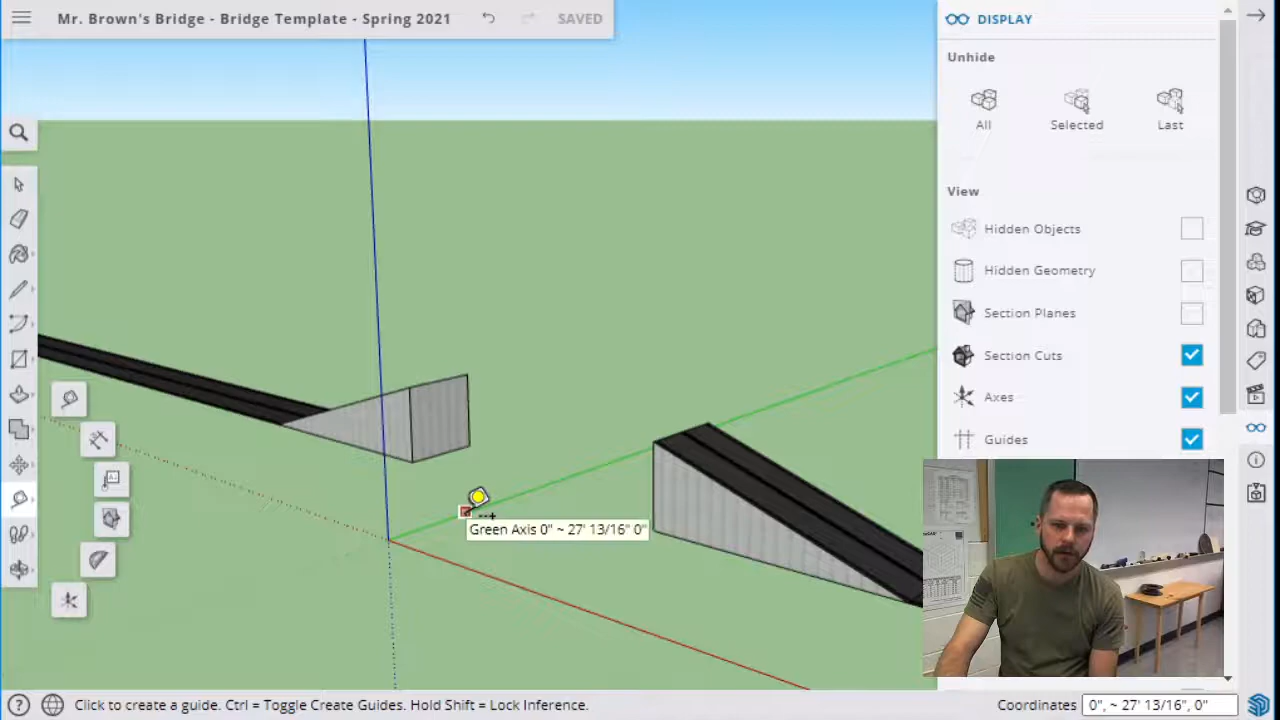 Mr. Brown's Bridge - Bridge Template - Spring 2021
SAVED
DISPLAY
Unhide
All
Selected
Last
View
Hidden Objects
Hidden Geometry
Section Planes
Section Cuts
Axes
Guides
Green Axis 0" ~ 27' 13/16" 0"
Click to create a guide. Ctrl = Toggle Create Guides. Hold Shift = Lock Inference.
Coordinates
0", ~ 27' 13/16", 0"